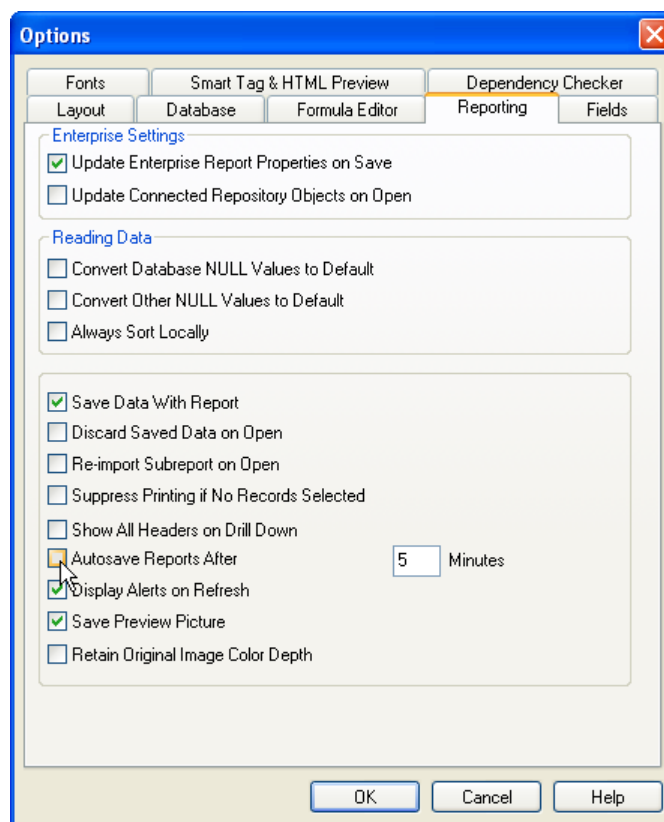 Options
Fonts Smart Tag & HTML Preview Dependency Checker
Layout Database Formula Editor Reporting Fields
Enterprise Settings
Update Enterprise Report Properties on Save
Update Connected Repository Objects on Open
Reading Data
Convert Database NULL Values to Default
Convert Other NULL Values to Default
Always Sort Locally
Save Data With Report
Discard Saved Data on Open
Re-import Subreport on Open
Suppress Printing if No Records Selected
Show All Headers on Drill Down
Autosave Reports After 5 Minutes
Display Alerts on Refresh
Save Preview Picture
Retain Original Image Color Depth
OK Cancel Help